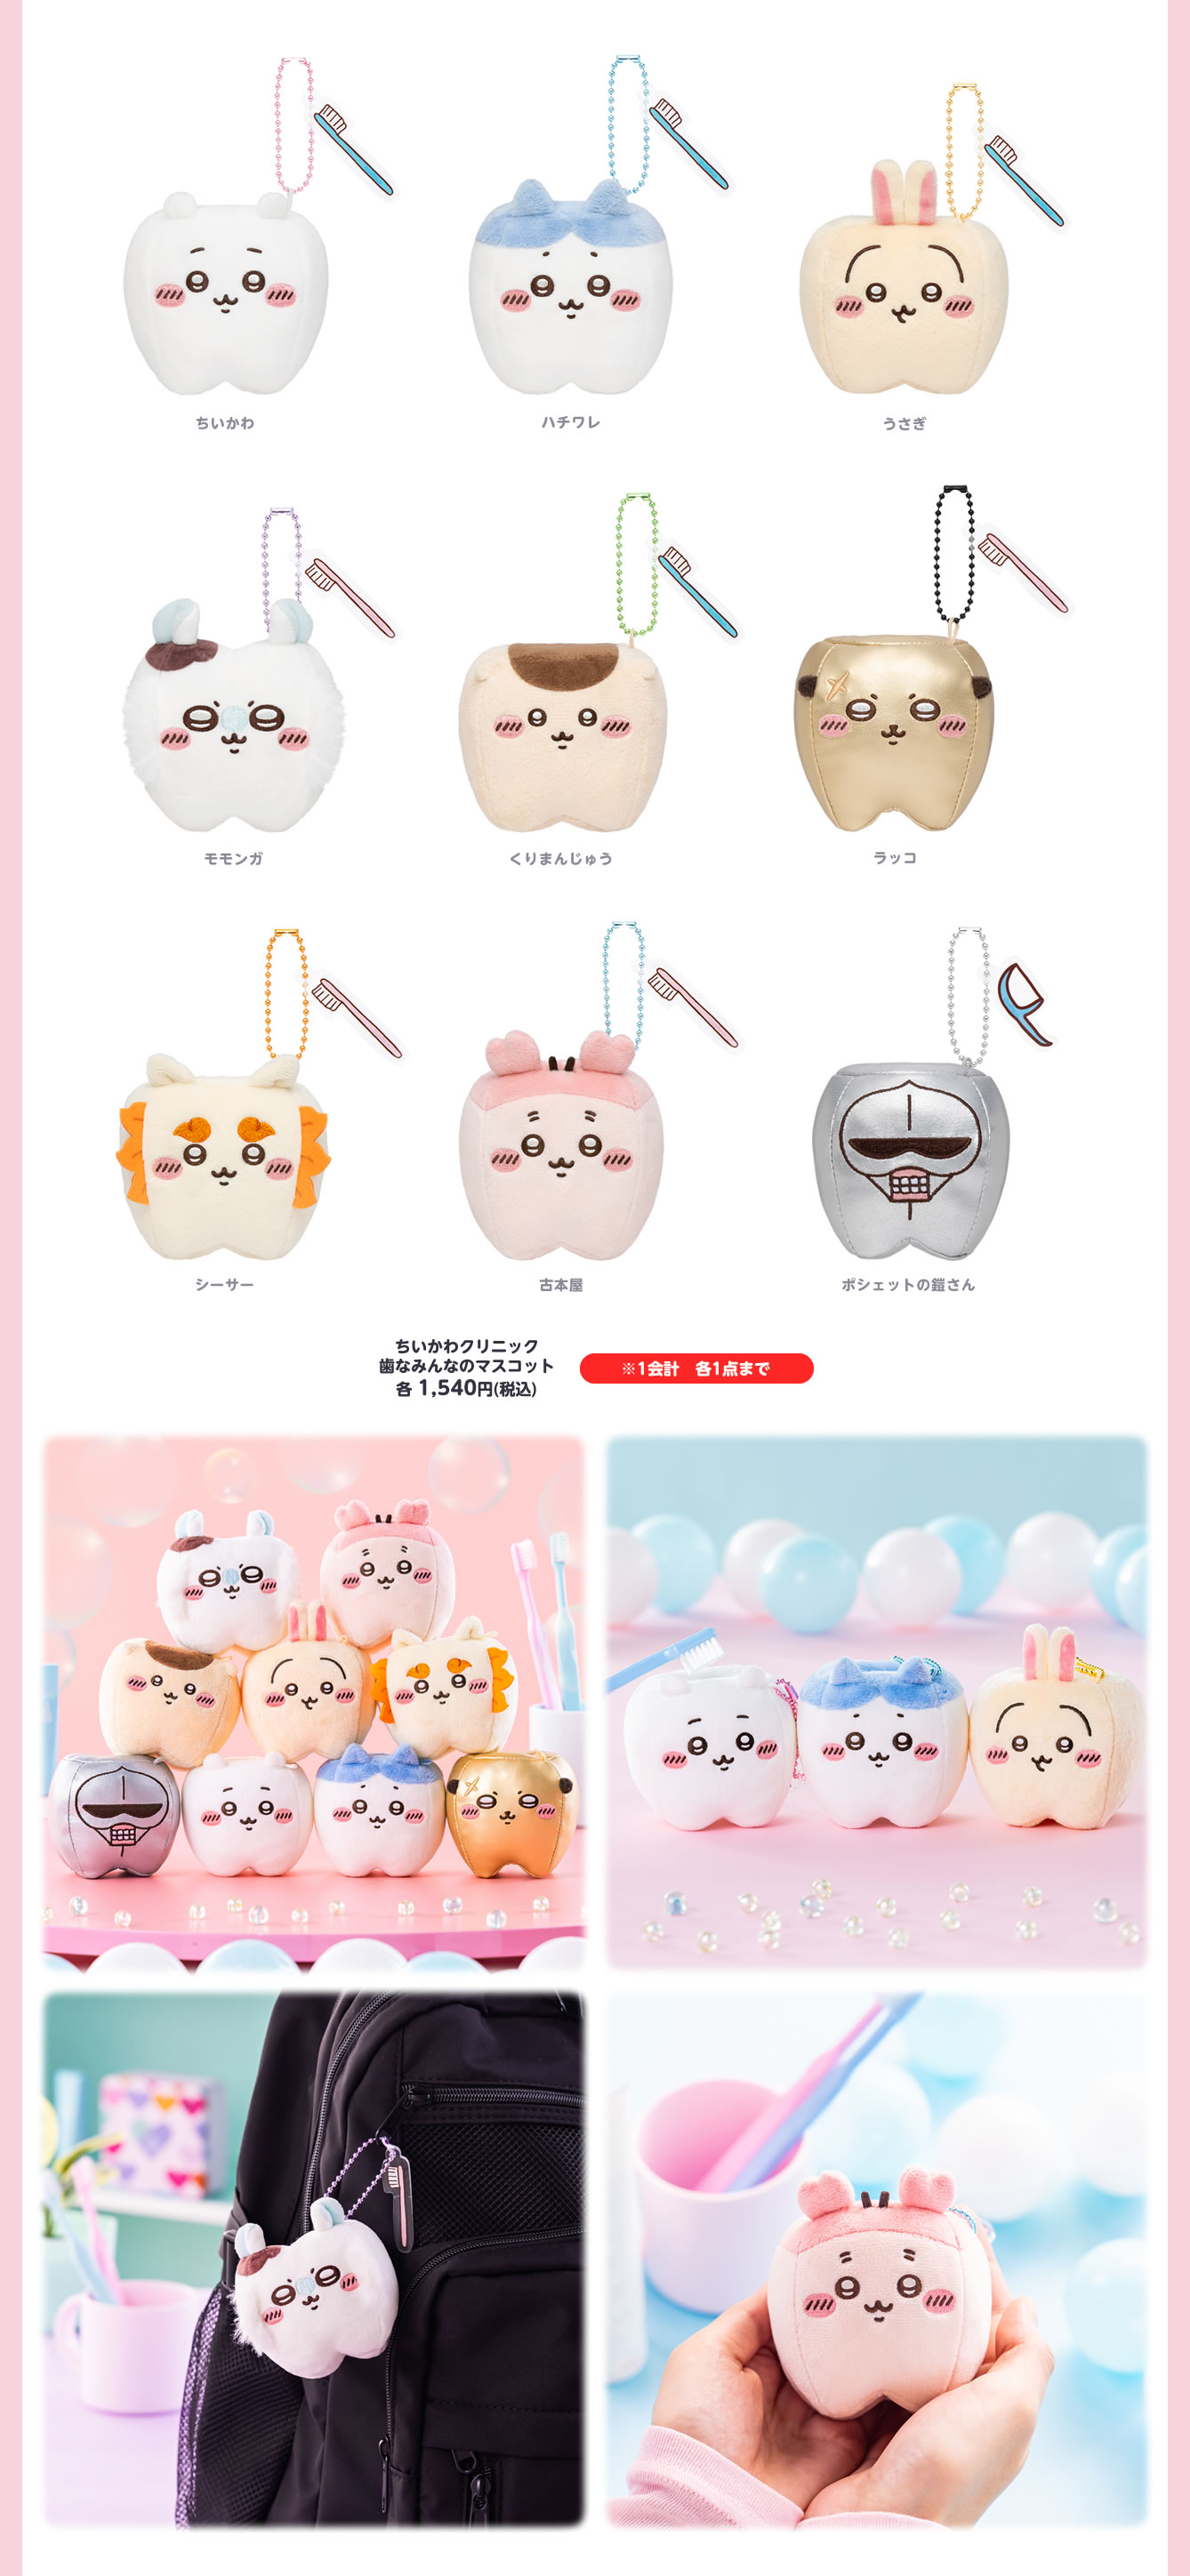 ちいかわ
ハチワレ
うさぎ
モモンガ
くりまんじゅう
ラッコ
シーサー
古本屋
ポシェットの鎧さん
ちいかわクリニック
歯なみんなのマスコット
各 1,540円(税込)
※1会計　各1点まで